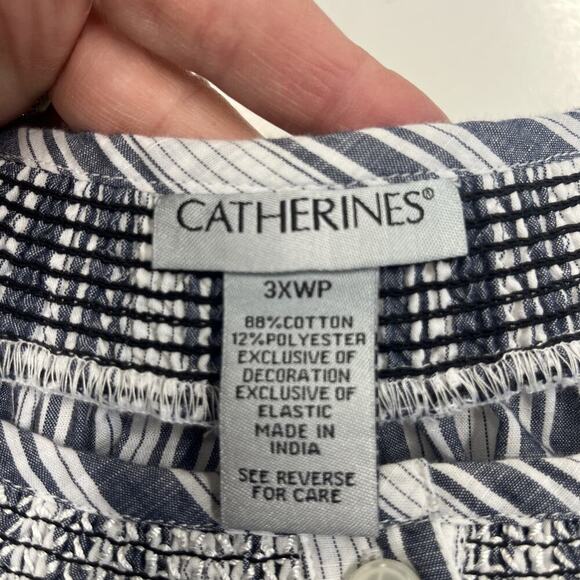 CATHERINES®
3XWP
88%COTTON
12%POLYESTER
EXCLUSIVE OF
DECORATION
EXCLUSIVE OF
ELASTIC
MADE IN
INDIA
SEE REVERSE
FOR CARE